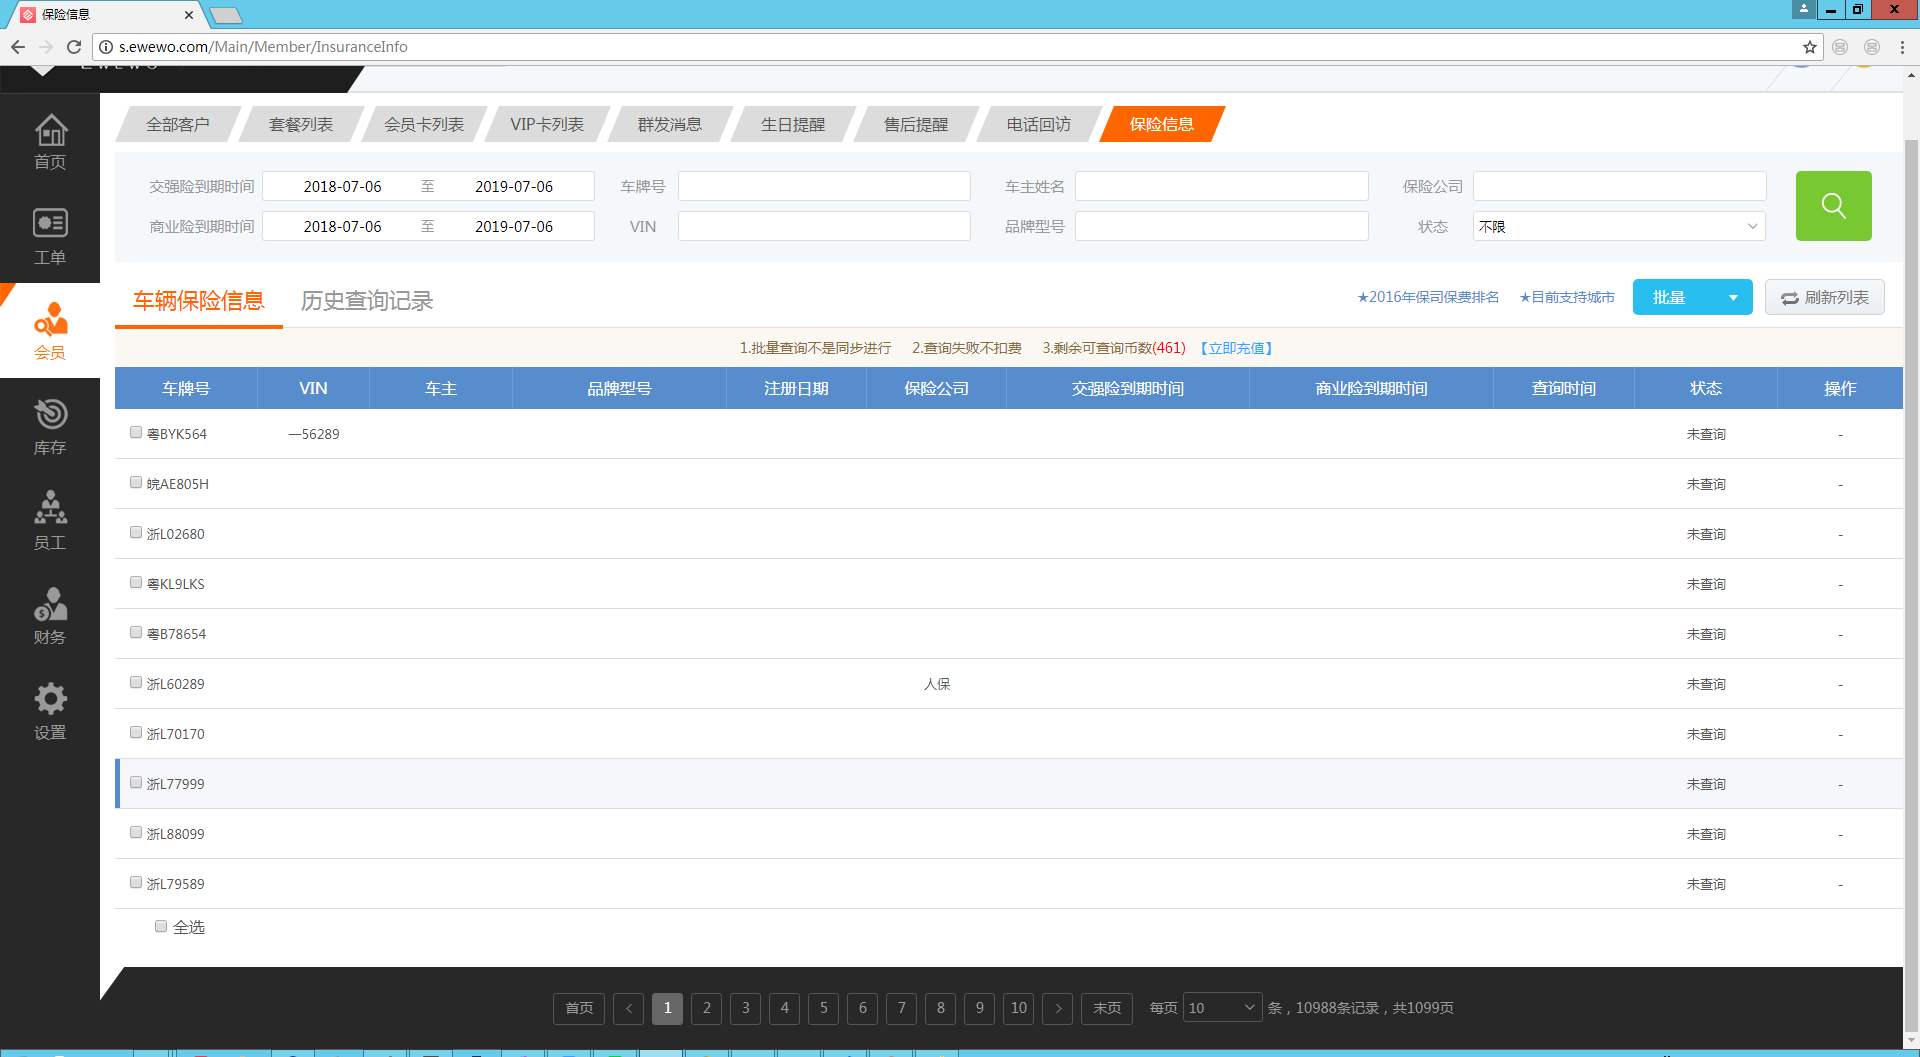 保险信息
s.ewewo.com/Main/Member/InsuranceInfo
全部客户 套餐列表 会员卡列表 VIP卡列表 群发消息 生日提醒 售后提醒 电话回访 保险信息
首页
工单
会员
库存
员工
财务
设置
交强险到期时间 2018-07-06 至 2019-07-06 车牌号 车主姓名 保险公司
商业险到期时间 2018-07-06 至 2019-07-06 VIN 品牌型号 状态 不限
车辆保险信息 历史查询记录 ★2016年保司保费排名 ★目前支持城市 批量 刷新列表
1.批量查询不是同步进行 2.查询失败不扣费 3.剩余可查询币数(461) 【立即充值】
车牌号 VIN 车主 品牌型号 注册日期 保险公司 交强险到期时间 商业险到期时间 查询时间 状态 操作
粤BYK564 —56289 未查询 -
皖AE805H 未查询 -
浙L02680 未查询 -
粤KL9LKS 未查询 -
粤B78654 未查询 -
浙L60289 人保 未查询 -
浙L70170 未查询 -
浙L77999 未查询 -
浙L88099 未查询 -
浙L79589 未查询 -
全选
首页 < 1 2 3 4 5 6 7 8 9 10 > 末页 每页 10 条，10988条记录，共1099页